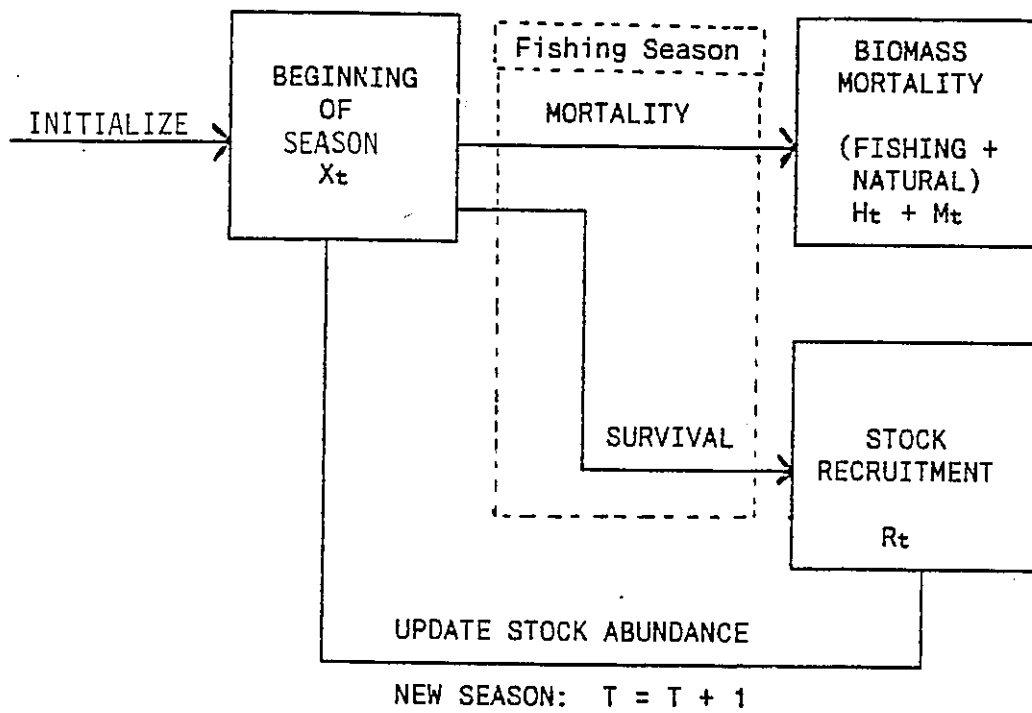 INITIALIZE
BEGINNING
OF
SEASON
Xt
Fishing Season
MORTALITY
BIOMASS
MORTALITY
(FISHING +
NATURAL)
Ht + Mt
SURVIVAL
STOCK
RECRUITMENT
Rt
UPDATE STOCK ABUNDANCE
NEW SEASON: T = T + 1